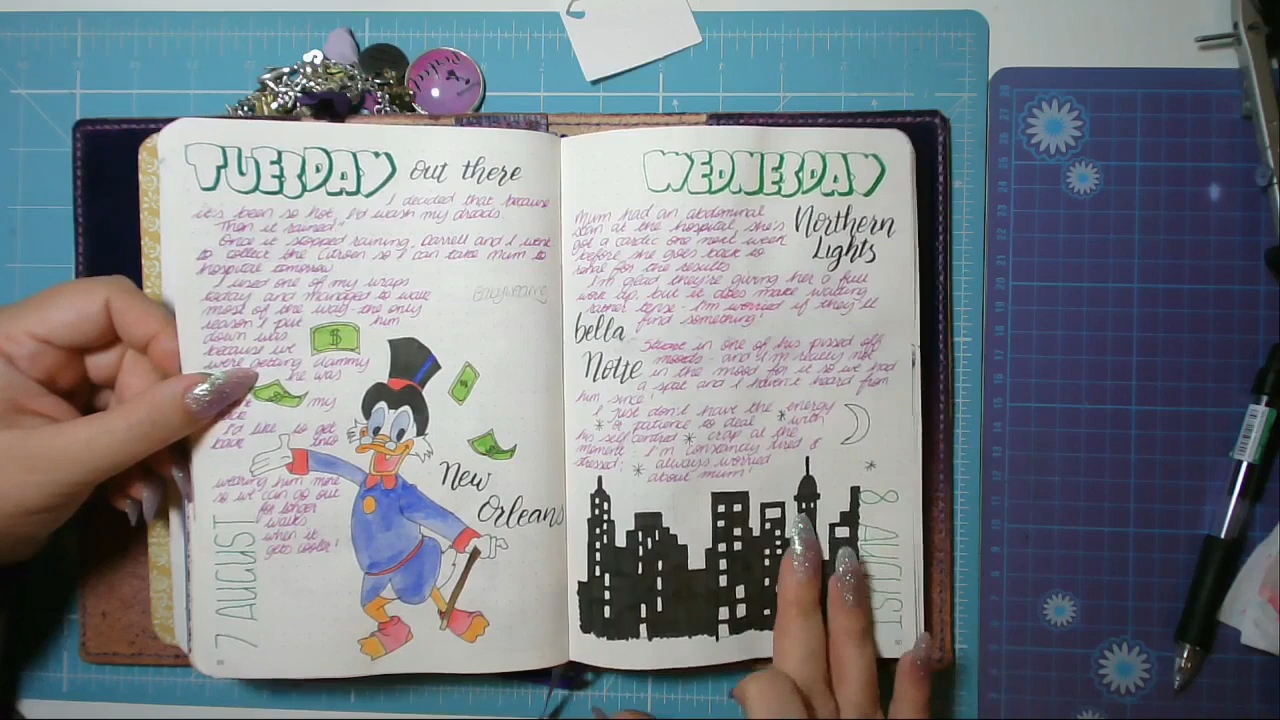 TUESDAY out there
I decided that because
it's been so hot, I'd wash my dreads.
Then it rained!
Once it stopped raining, Darrell and I went
to collect the Citroen so I can take Mum to
hospital tomorrow
I used one of my wraps
today and managed to walk
most of the way - the only
reason I put him
down was
because we
were getting clammy
he was
my
I'd like to get
back into
wearing him more
so we can go out
for longer
walks
when it
gets cooler!
Babywearing
$
New
Orleans
7 AUGUST
WEDNESDAY
Northern
Lights
Mum had an abdominal
scan at the hospital, she's
got a cardic one next week
before she goes back to
for the results
I'm glad they're giving her a full
work up, but it does make waiting
rather tense - I'm worried if they'll
find something!
bella
Notte
in one of his pissed off
moods - and I'm really not
in the mood for it so we had
a spat and I haven't heard from
him since!
I just don't have the energy
or patience to deal with
his self centred crap at the
moment. I'm constantly tired &
stressed; always worried
about mum!
8 AUGUST